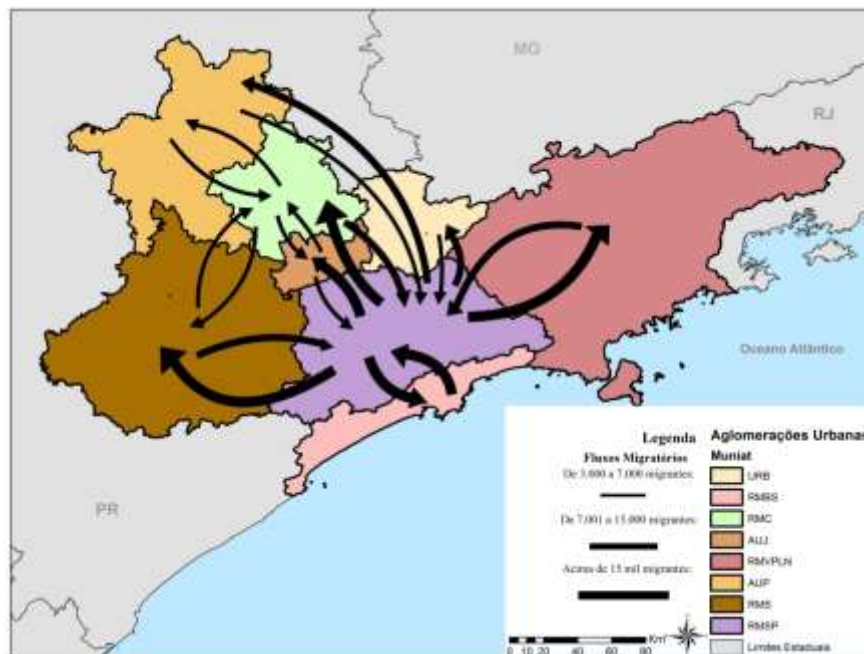 MG
RJ
Oceano Atlântico
PR
Legenda
Fluxos Migratórios
De 3.000 a 7.000 migrantes:
De 7.001 a 15.000 migrantes:
Acima de 15 mil migrantes:
Km
0 10 20 40 60 80
Aglomerações Urbanas
Muniat
URB
RMBS
RMC
AUJ
RMVPLN
AUP
RMS
RMSP
Limites Estaduais